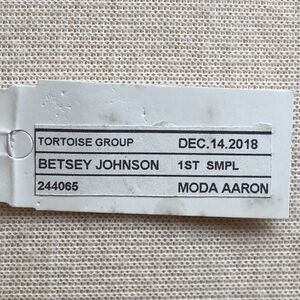 TORTOISE GROUP DEC.14.2018
BETSEY JOHNSON 1ST SMPL
244065 MODA AARON